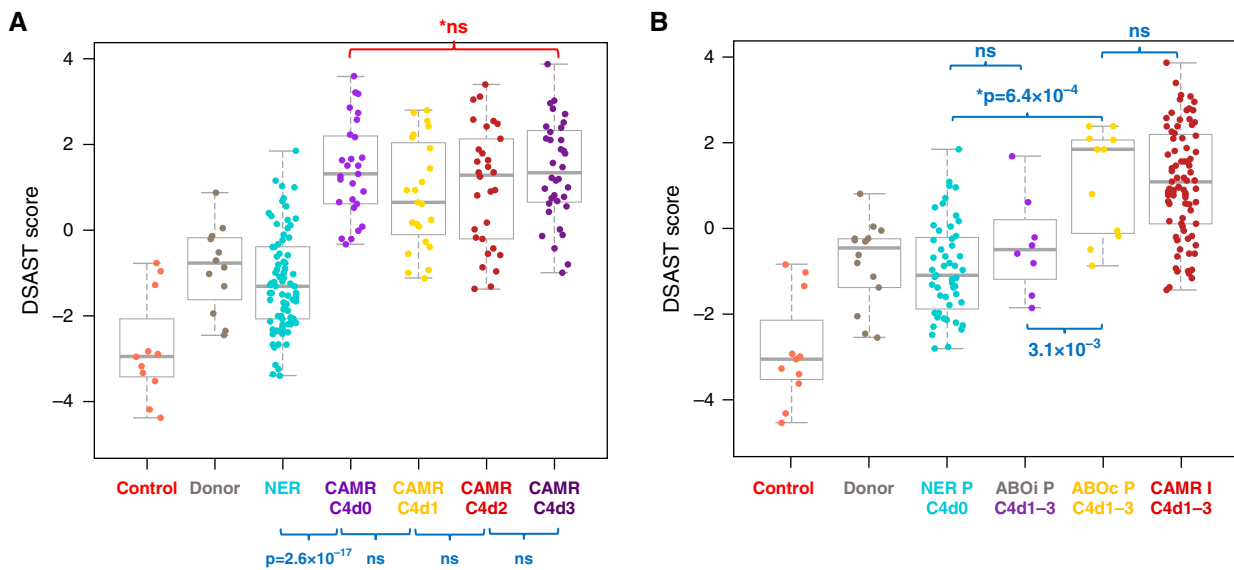 A
*ns
DSAST score
4
2
0
−2
−4
Control
Donor
NER
CAMR
C4d0
CAMR
C4d1
CAMR
C4d2
CAMR
C4d3
p=2.6×10⁻¹⁷
ns
ns
ns
B
ns
ns
*p=6.4×10⁻⁴
3.1×10⁻³
DSAST score
4
2
0
−2
−4
Control
Donor
NER P
C4d0
ABOi P
C4d1–3
ABOc P
C4d1–3
CAMR I
C4d1–3